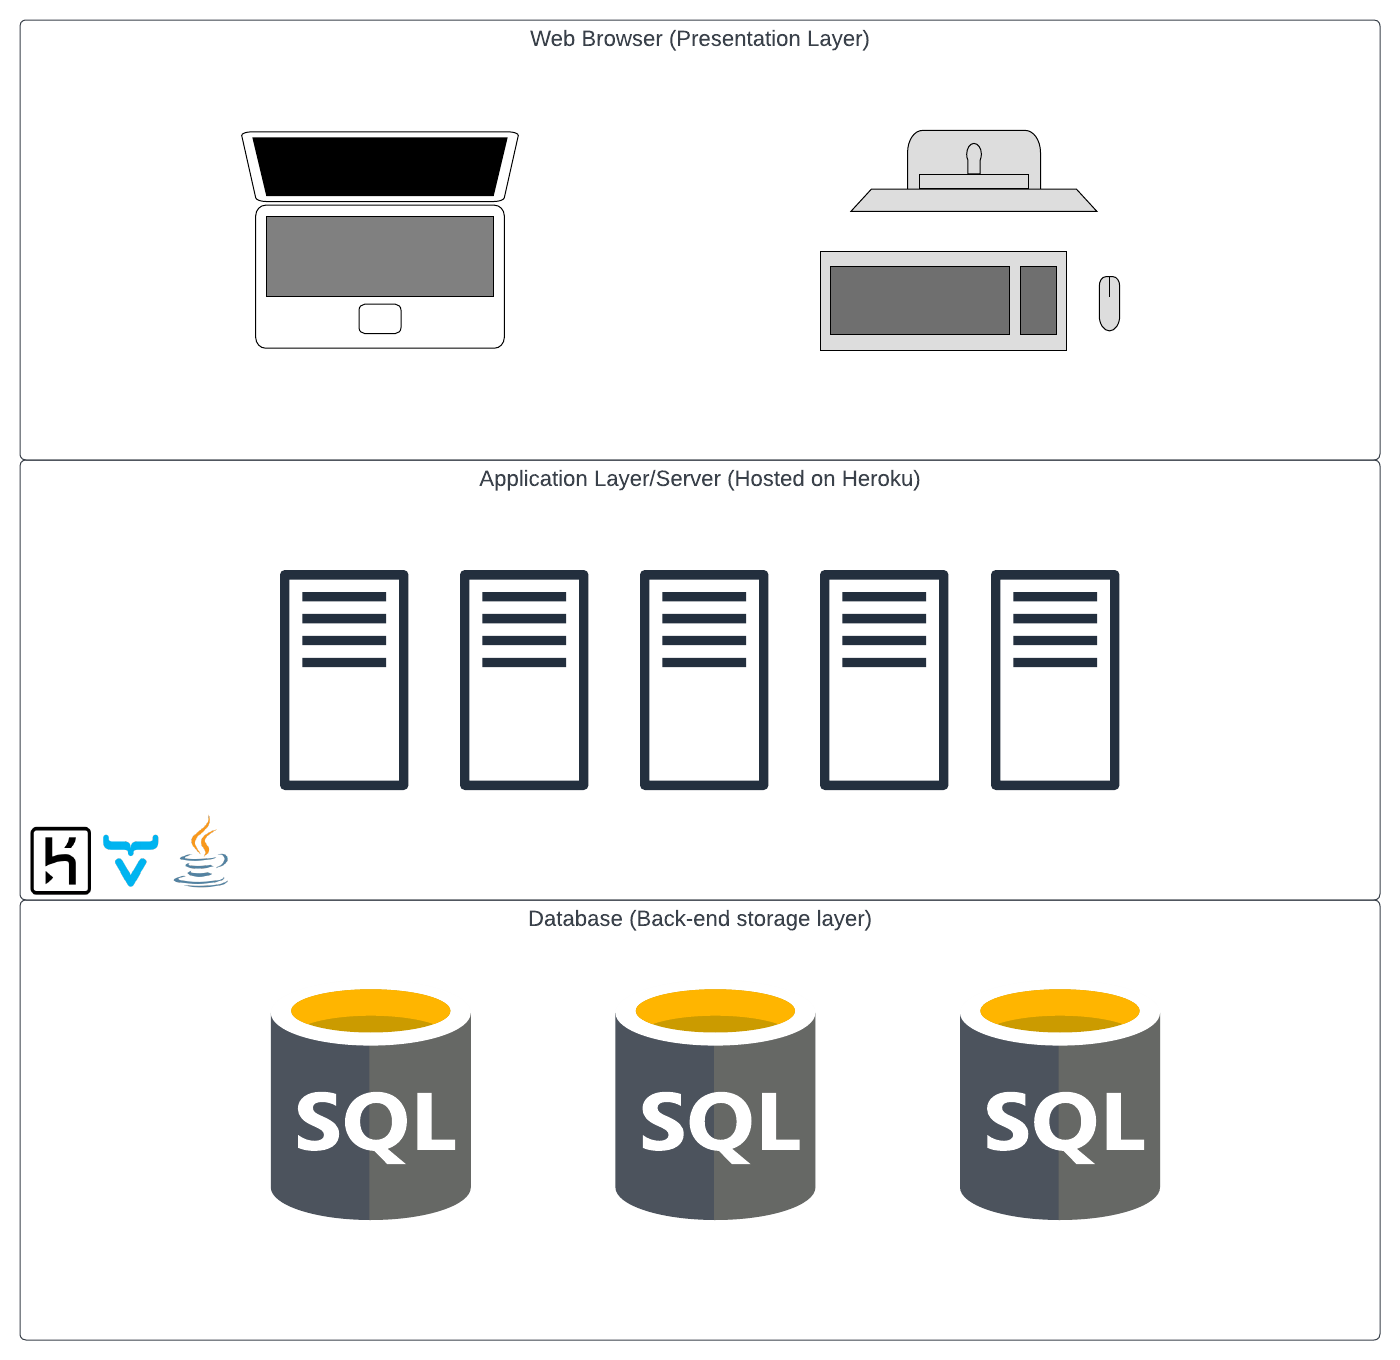 Web Browser (Presentation Layer)
Application Layer/Server (Hosted on Heroku)
Database (Back-end storage layer)
SQL
SQL
SQL